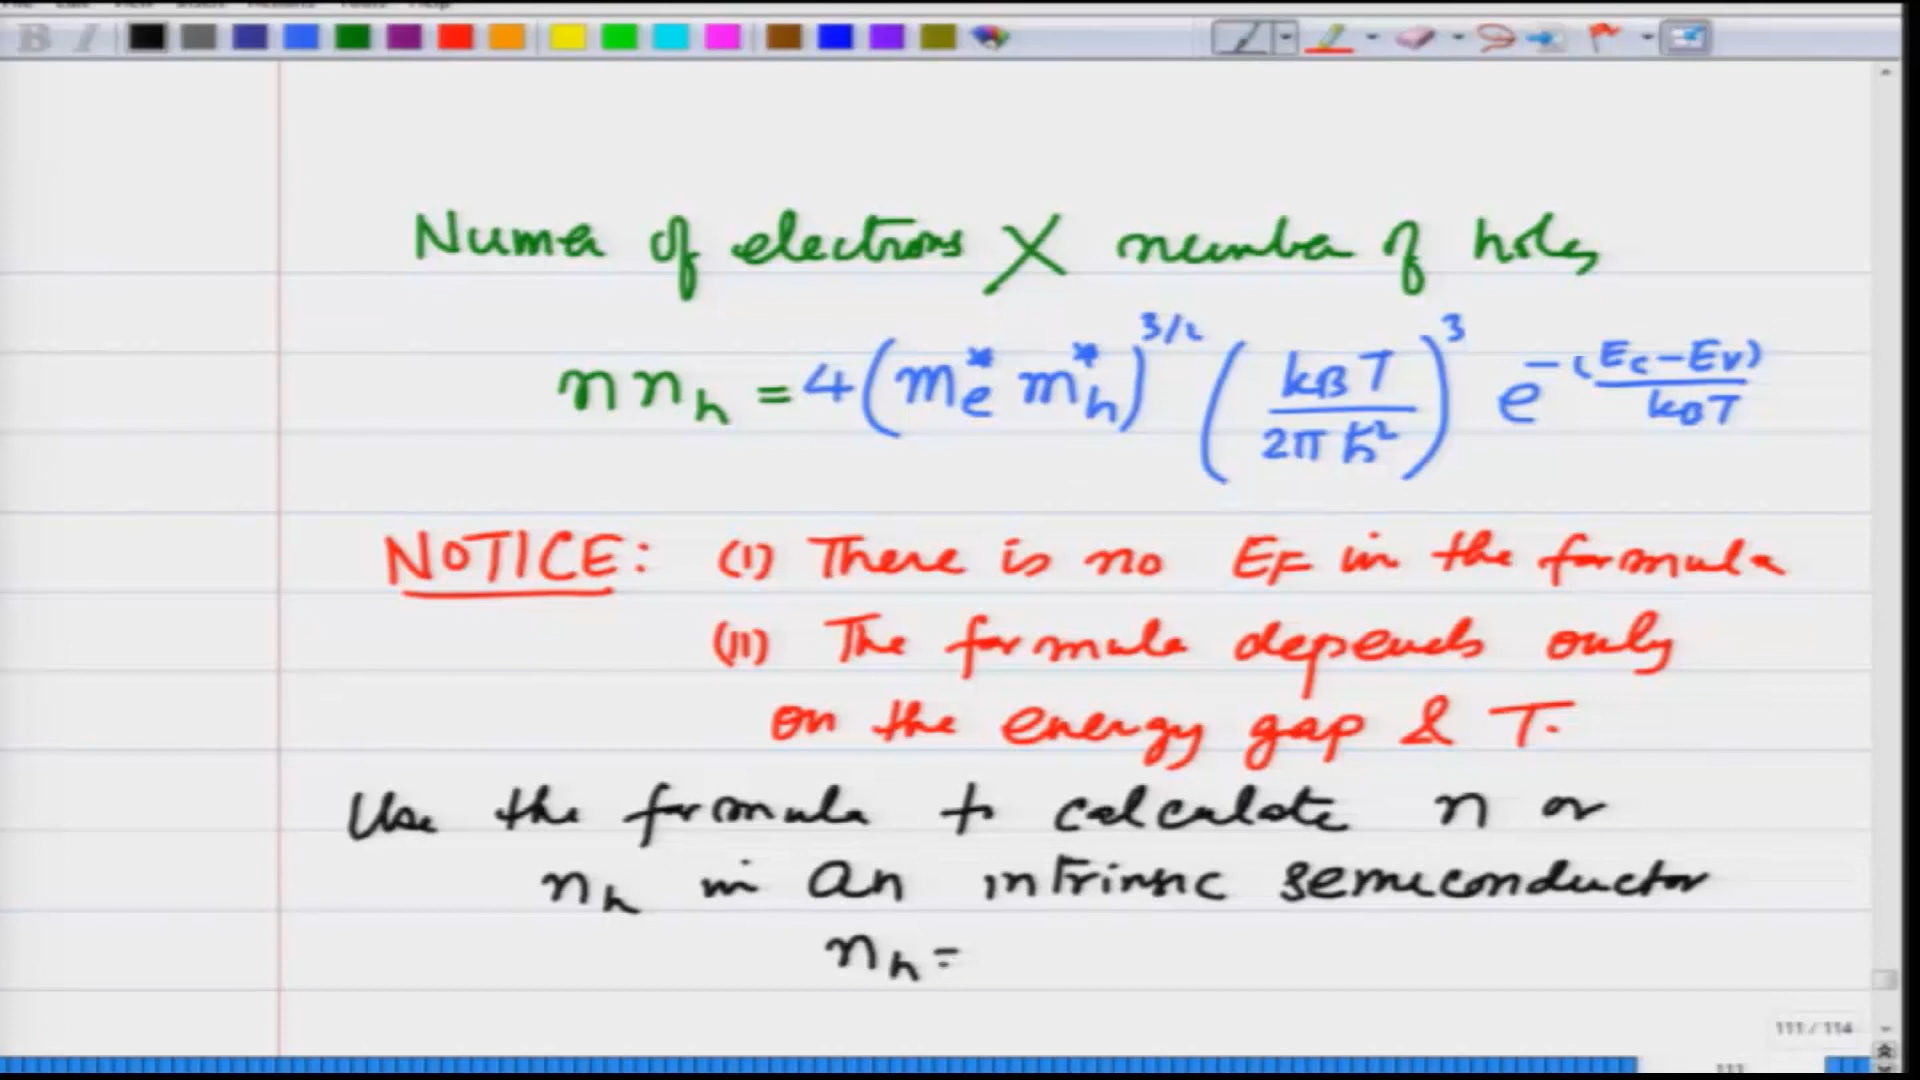 Numer of electrons X number of holes
n n_h = 4 (m_e^* m_h^*)^{3/2} (k_B T / 2π ħ²)^3 e^{-(E_c - E_v) / k_B T}
NOTICE: (I) There is no E_F in the formula
(II) The formula depends only
on the energy gap & T.
Use the formula to calculate n or
n_h in an intrinsic semiconductor
n_h =
111 / 114